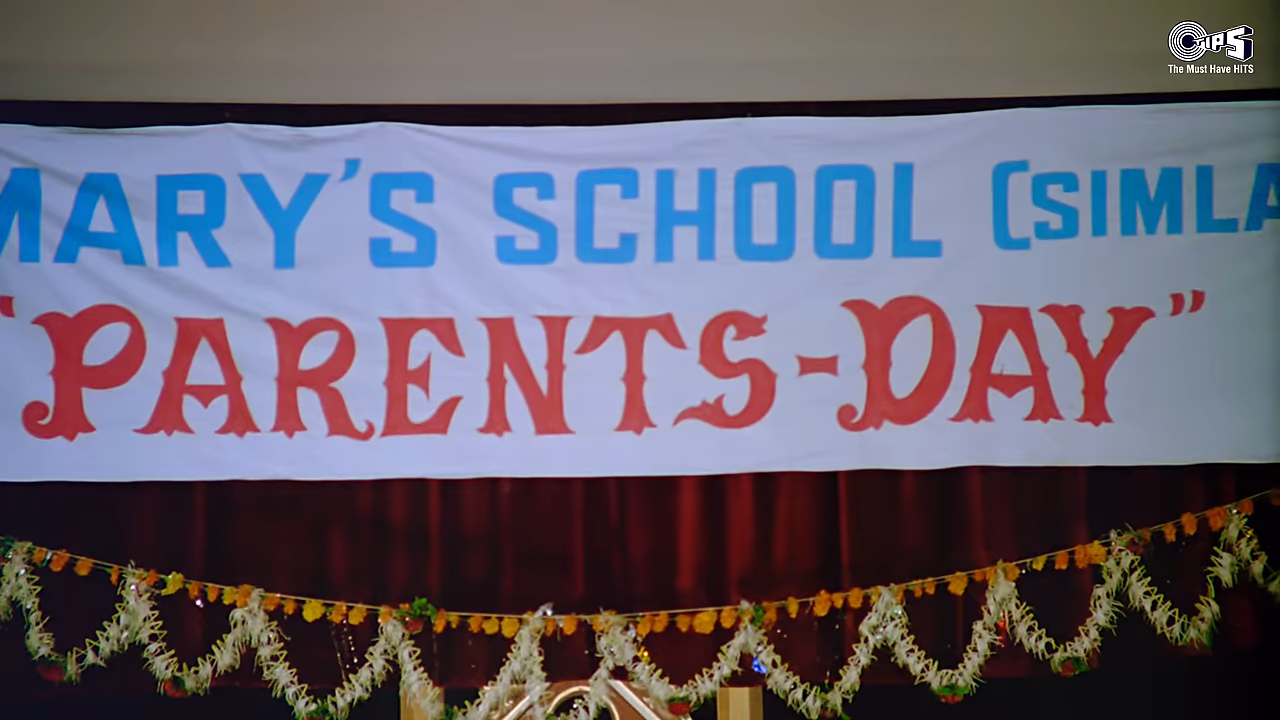 TIPS
The Must Have HITS
MARY'S SCHOOL (SIMLA
"PARENTS-DAY"